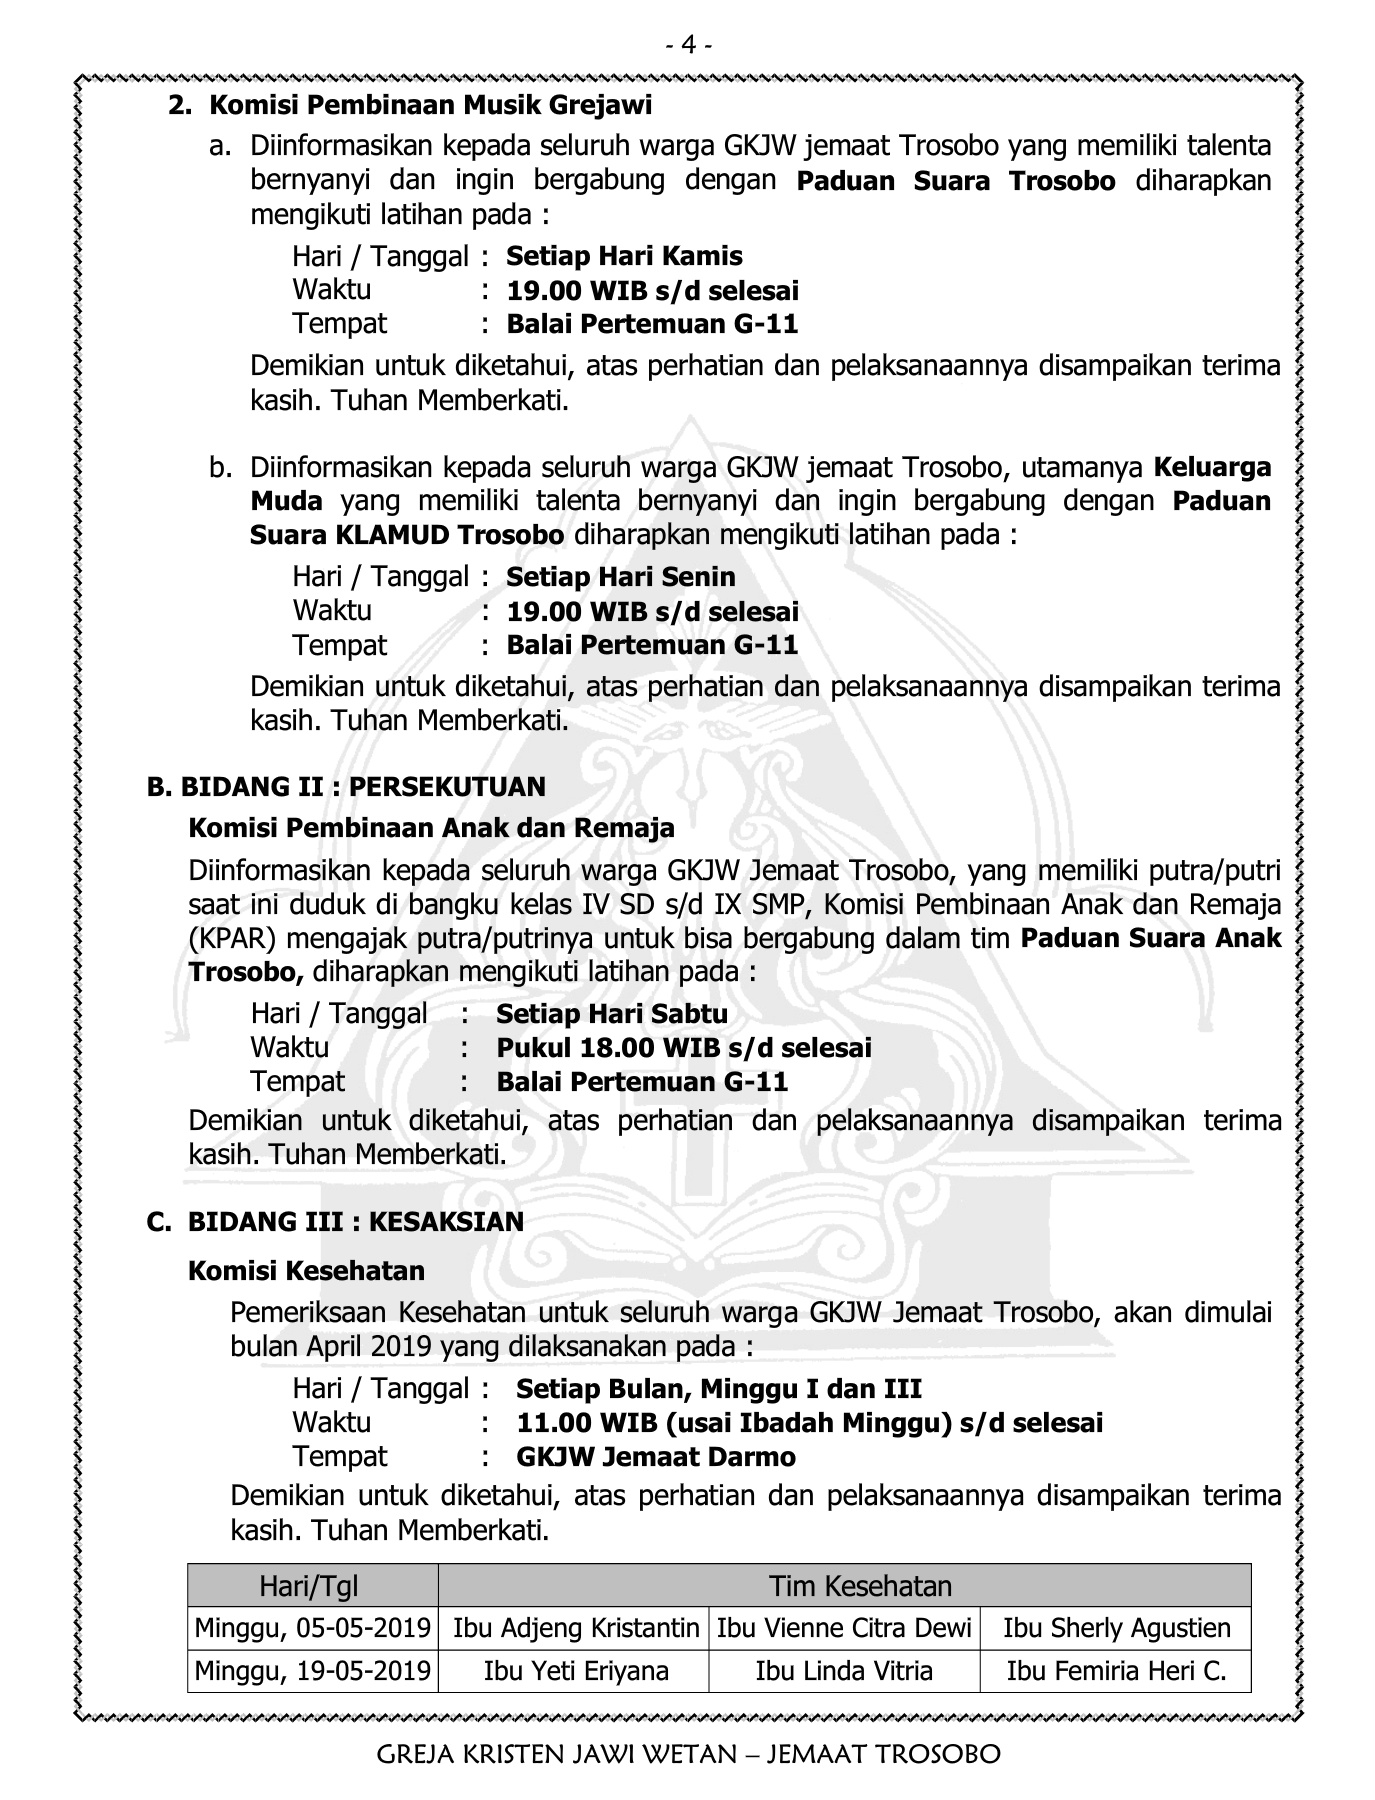 - 4 -
2. Komisi Pembinaan Musik Grejawi
a. Diinformasikan kepada seluruh warga GKJW jemaat Trosobo yang memiliki talenta
bernyanyi dan ingin bergabung dengan Paduan Suara Trosobo diharapkan
mengikuti latihan pada :
Hari / Tanggal : Setiap Hari Kamis
Waktu : 19.00 WIB s/d selesai
Tempat : Balai Pertemuan G-11
Demikian untuk diketahui, atas perhatian dan pelaksanaannya disampaikan terima
kasih. Tuhan Memberkati.
b. Diinformasikan kepada seluruh warga GKJW jemaat Trosobo, utamanya Keluarga
Muda yang memiliki talenta bernyanyi dan ingin bergabung dengan Paduan
Suara KLAMUD Trosobo diharapkan mengikuti latihan pada :
Hari / Tanggal : Setiap Hari Senin
Waktu : 19.00 WIB s/d selesai
Tempat : Balai Pertemuan G-11
Demikian untuk diketahui, atas perhatian dan pelaksanaannya disampaikan terima
kasih. Tuhan Memberkati.
B. BIDANG II : PERSEKUTUAN
Komisi Pembinaan Anak dan Remaja
Diinformasikan kepada seluruh warga GKJW Jemaat Trosobo, yang memiliki putra/putri
saat ini duduk di bangku kelas IV SD s/d IX SMP, Komisi Pembinaan Anak dan Remaja
(KPAR) mengajak putra/putrinya untuk bisa bergabung dalam tim Paduan Suara Anak
Trosobo, diharapkan mengikuti latihan pada :
Hari / Tanggal : Setiap Hari Sabtu
Waktu : Pukul 18.00 WIB s/d selesai
Tempat : Balai Pertemuan G-11
Demikian untuk diketahui, atas perhatian dan pelaksanaannya disampaikan terima
kasih. Tuhan Memberkati.
C. BIDANG III : KESAKSIAN
Komisi Kesehatan
Pemeriksaan Kesehatan untuk seluruh warga GKJW Jemaat Trosobo, akan dimulai
bulan April 2019 yang dilaksanakan pada :
Hari / Tanggal : Setiap Bulan, Minggu I dan III
Waktu : 11.00 WIB (usai Ibadah Minggu) s/d selesai
Tempat : GKJW Jemaat Darmo
Demikian untuk diketahui, atas perhatian dan pelaksanaannya disampaikan terima
kasih. Tuhan Memberkati.
Hari/Tgl Tim Kesehatan
Minggu, 05-05-2019 Ibu Adjeng Kristantin Ibu Vienne Citra Dewi Ibu Sherly Agustien
Minggu, 19-05-2019 Ibu Yeti Eriyana Ibu Linda Vitria Ibu Femiria Heri C.
GREJA KRISTEN JAWI WETAN – JEMAAT TROSOBO